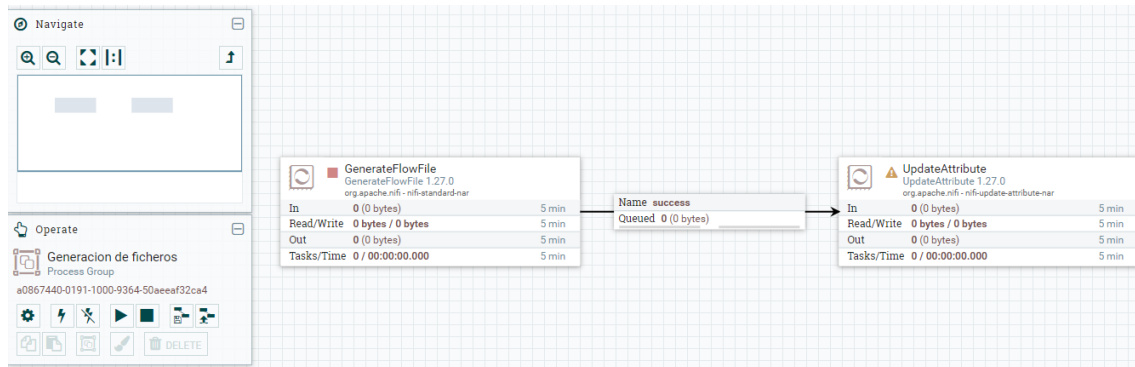 Navigate
Operate
Generacion de ficheros
Process Group
a0867440-0191-1000-9364-50aeeaf32ca4
DELETE
GenerateFlowFile
GenerateFlowFile 1.27.0
org.apache.nifi - nifi-standard-nar
In 0 (0 bytes) 5 min
Read/Write 0 bytes / 0 bytes 5 min
Out 0 (0 bytes) 5 min
Tasks/Time 0 / 00:00:00.000 5 min
Name success
Queued 0 (0 bytes)
UpdateAttribute
UpdateAttribute 1.27.0
org.apache.nifi - nifi-update-attribute-nar
In 0 (0 bytes) 5 min
Read/Write 0 bytes / 0 bytes 5 min
Out 0 (0 bytes) 5 min
Tasks/Time 0 / 00:00:00.000 5 min